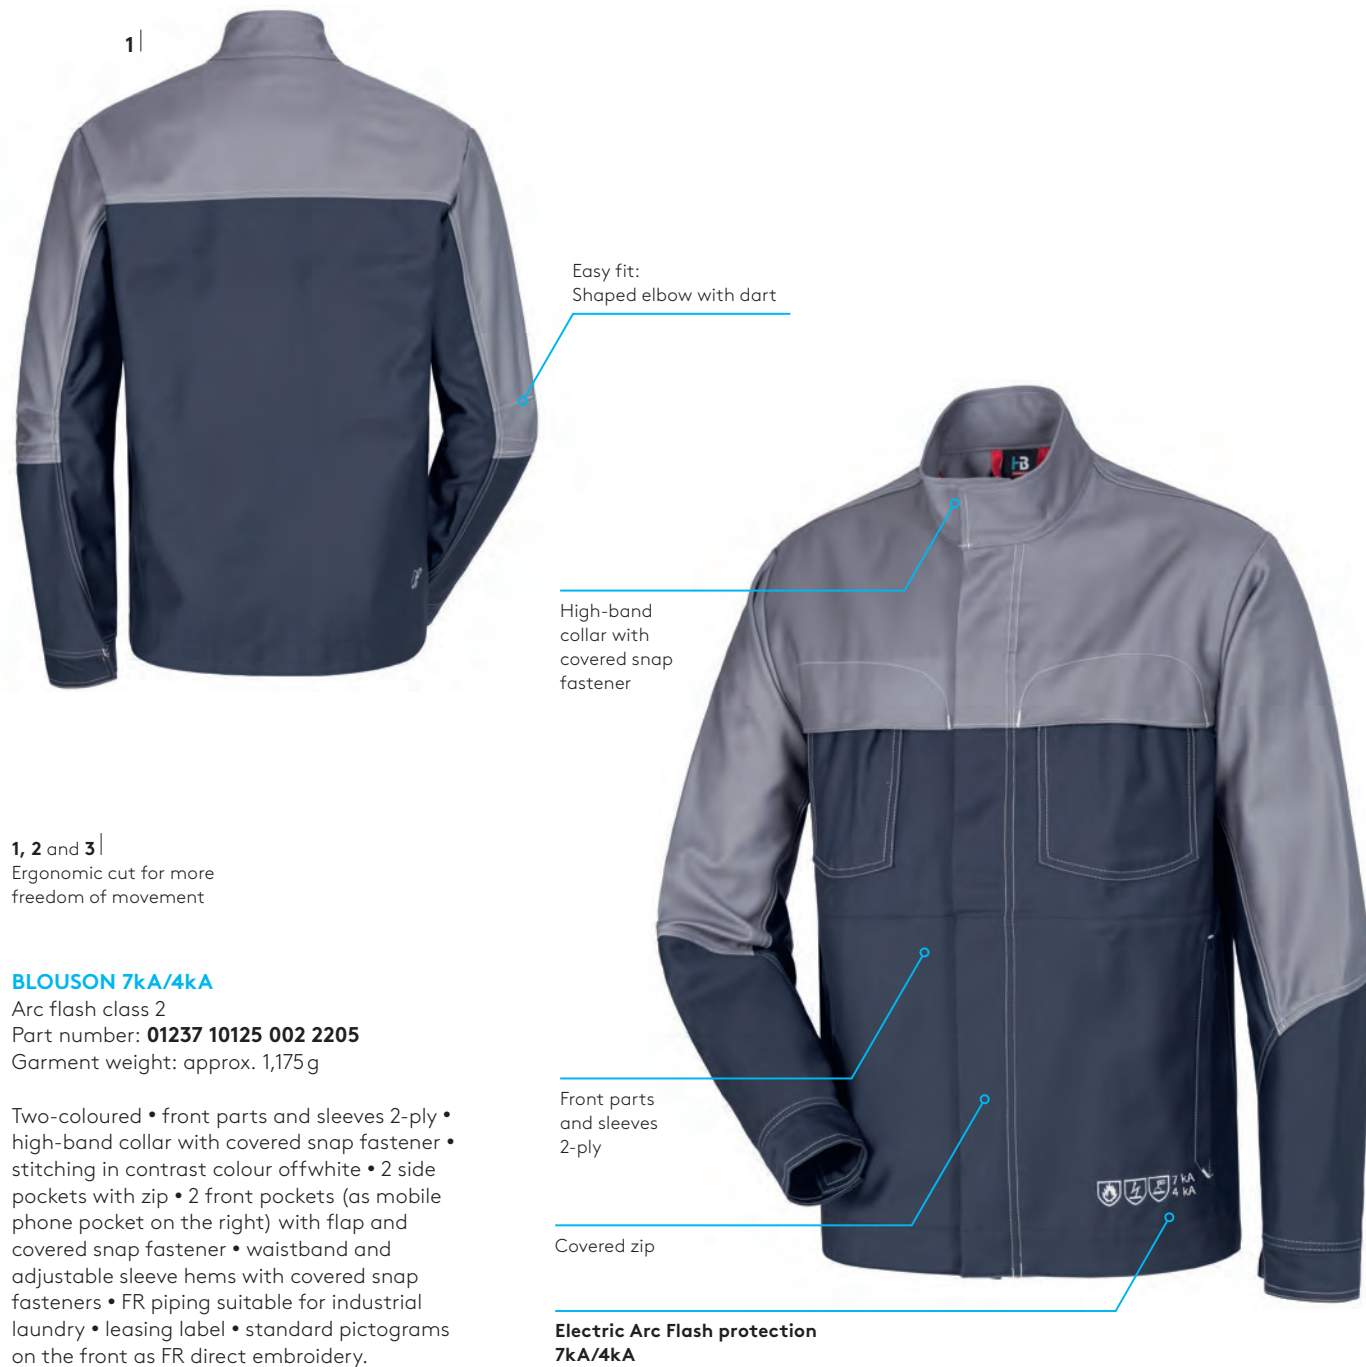 1
Easy fit:
Shaped elbow with dart
HB
High-band
collar with
covered snap
fastener
1, 2 and 3
Ergonomic cut for more
freedom of movement
BLOUSON 7kA/4kA
Arc flash class 2
Part number: 01237 10125 002 2205
Garment weight: approx. 1,175 g
Two-coloured • front parts and sleeves 2-ply •
high-band collar with covered snap fastener •
stitching in contrast colour offwhite • 2 side
pockets with zip • 2 front pockets (as mobile
phone pocket on the right) with flap and
covered snap fastener • waistband and
adjustable sleeve hems with covered snap
fasteners • FR piping suitable for industrial
laundry • leasing label • standard pictograms
on the front as FR direct embroidery.
Front parts
and sleeves
2-ply
7 kA
4 kA
Covered zip
Electric Arc Flash protection
7kA/4kA